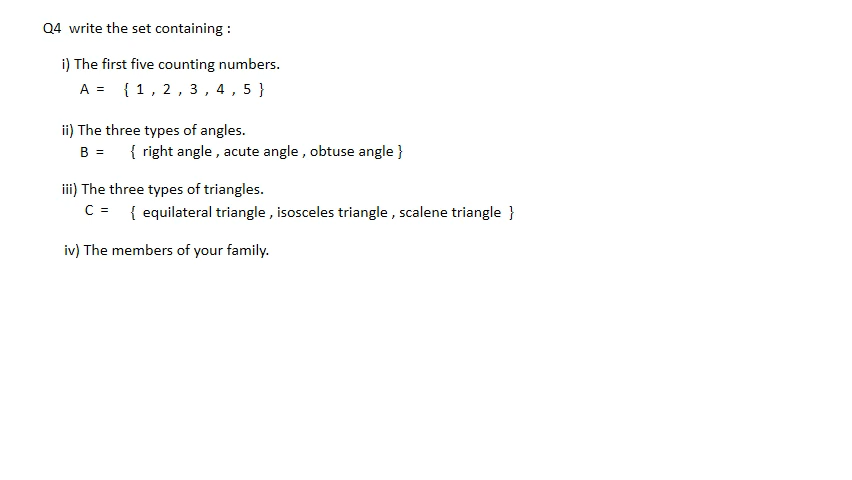 Q4 write the set containing :
i) The first five counting numbers.
A = { 1 , 2 , 3 , 4 , 5 }
ii) The three types of angles.
B = { right angle , acute angle , obtuse angle }
iii) The three types of triangles.
C = { equilateral triangle , isosceles triangle , scalene triangle }
iv) The members of your family.